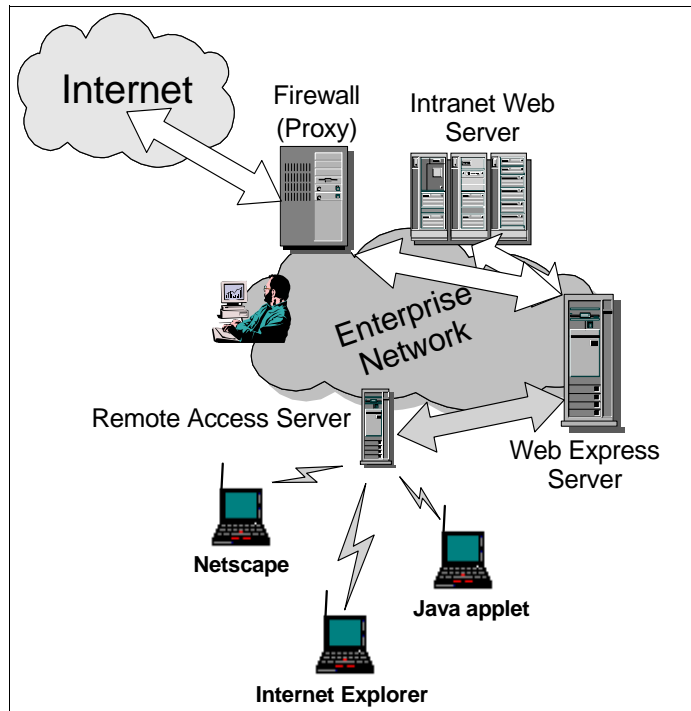 Internet
Firewall
(Proxy)
Intranet Web
Server
Enterprise
Network
Remote Access Server
Web Express
Server
Netscape
Java applet
Internet Explorer